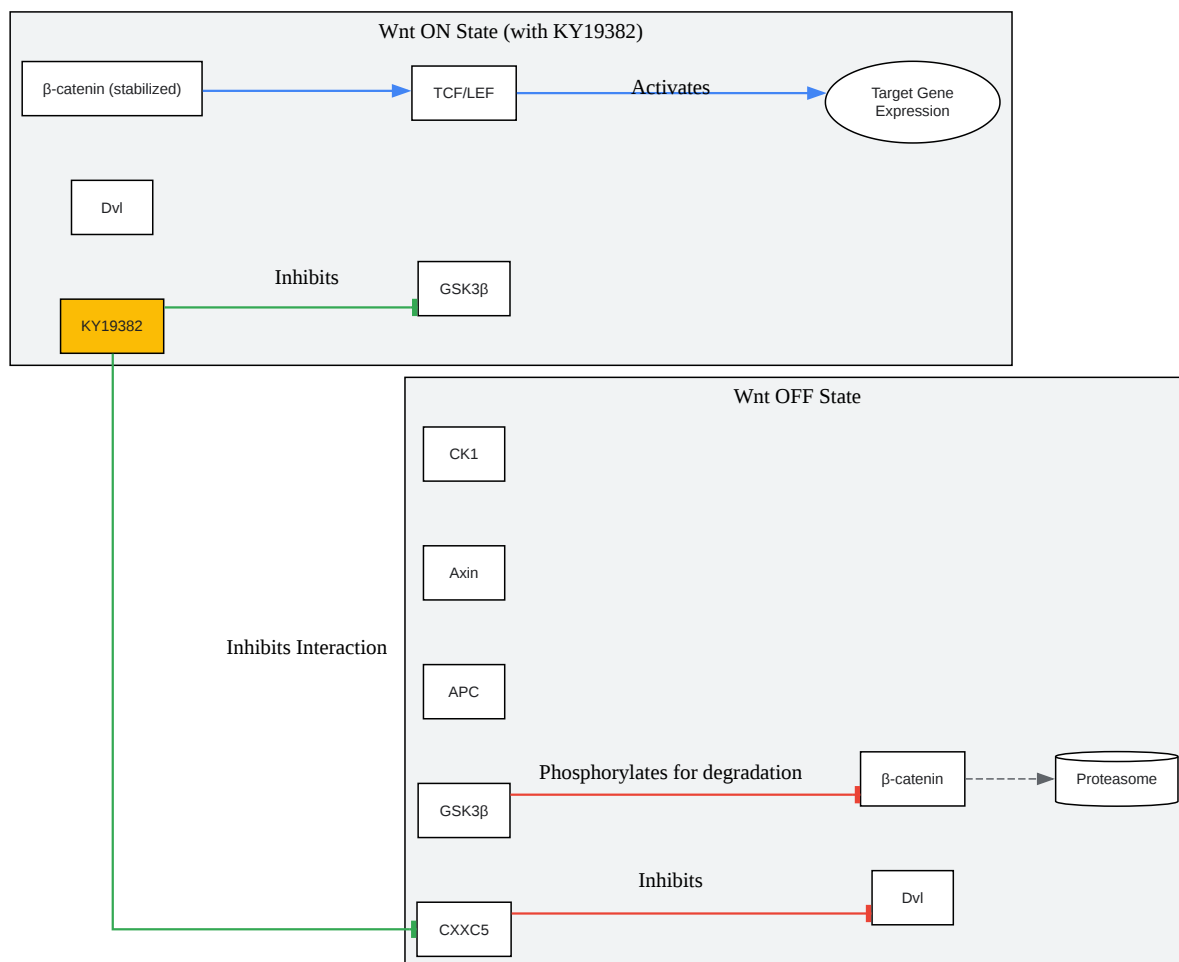 Wnt ON State (with KY19382)
β-catenin (stabilized)
TCF/LEF
Activates
Target Gene
Expression
Dvl
Inhibits
GSK3β
KY19382
Wnt OFF State
CK1
Axin
Inhibits Interaction
APC
Phosphorylates for degradation
β-catenin
Proteasome
GSK3β
Inhibits
Dvl
CXXC5